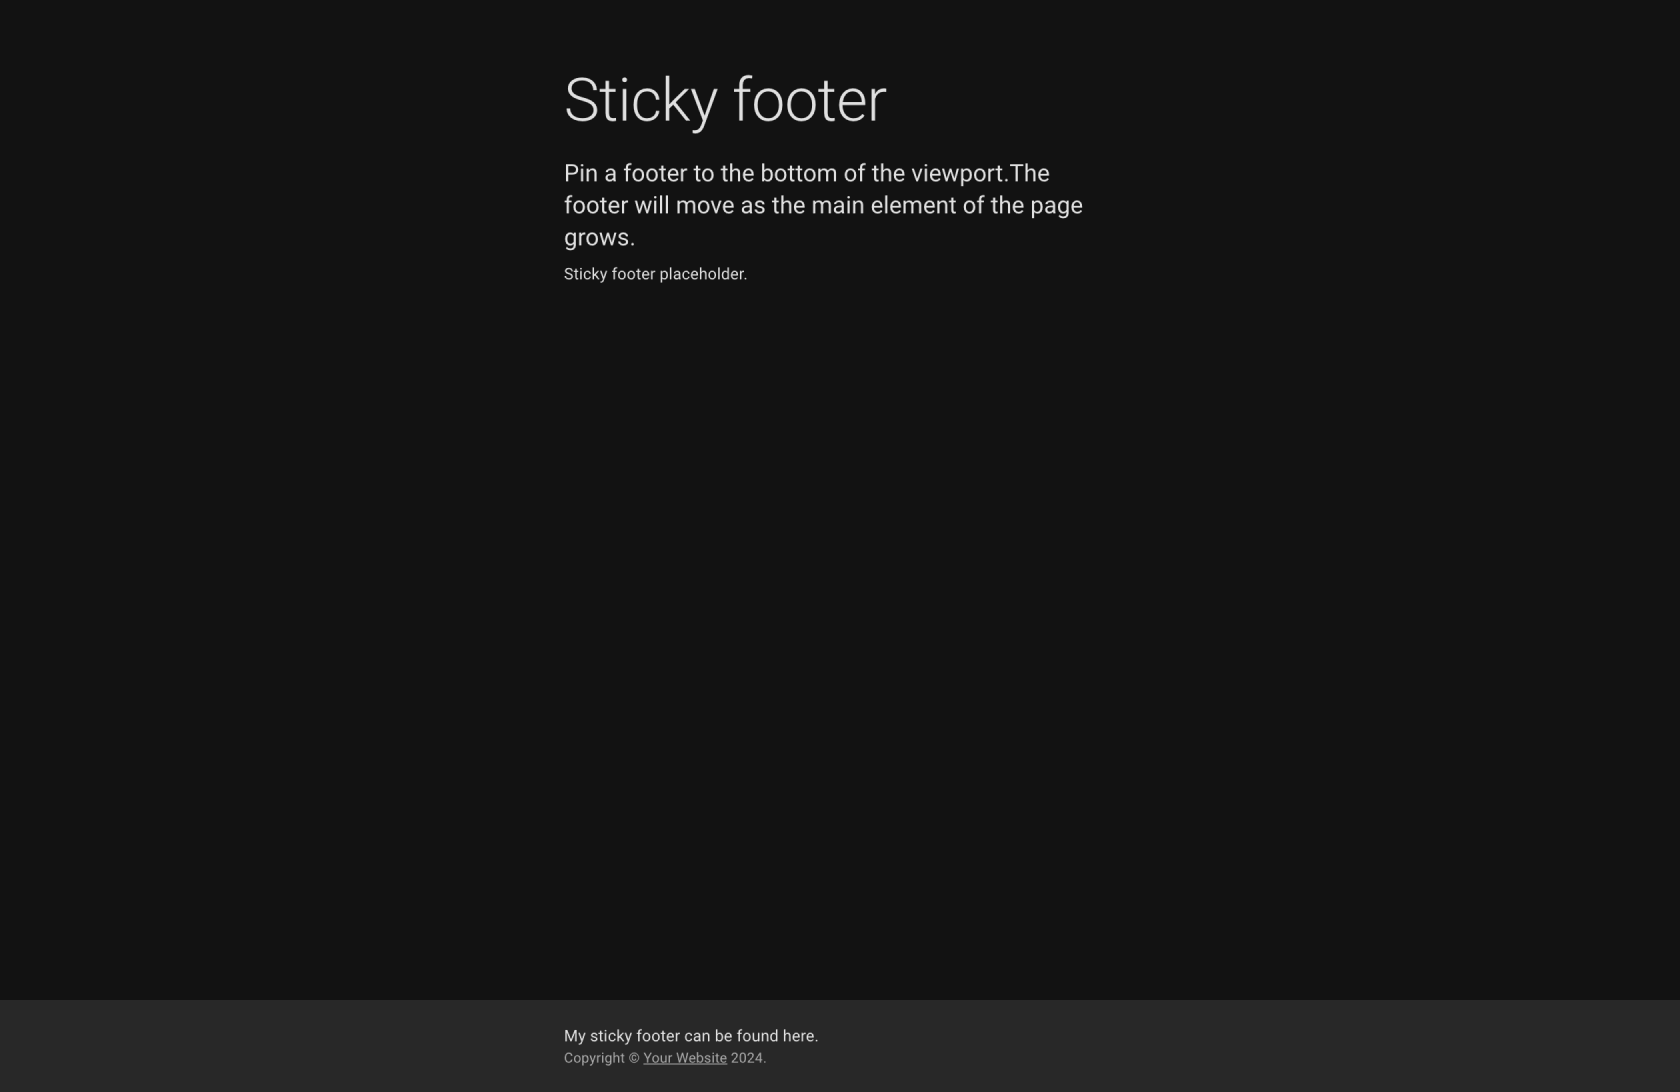 Sticky footer
Pin a footer to the bottom of the viewport.The
footer will move as the main element of the page
grows.
Sticky footer placeholder.
My sticky footer can be found here.
Copyright © Your Website 2024.